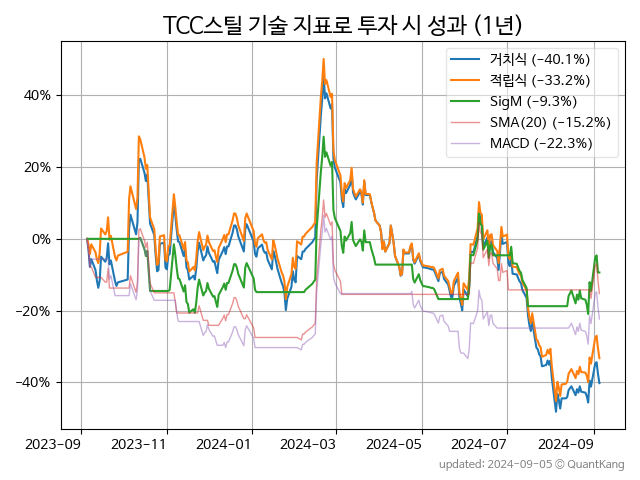 TCC스틸 기술 지표로 투자 시 성과 (1년)
거치식 (−40.1%)
적립식 (−33.2%)
SigM (−9.3%)
SMA(20) (−15.2%)
MACD (−22.3%)
40%
20%
0%
−20%
−40%
2023-09 2023-11 2024-01 2024-03 2024-05 2024-07 2024-09
updated: 2024-09-05 © QuantKang